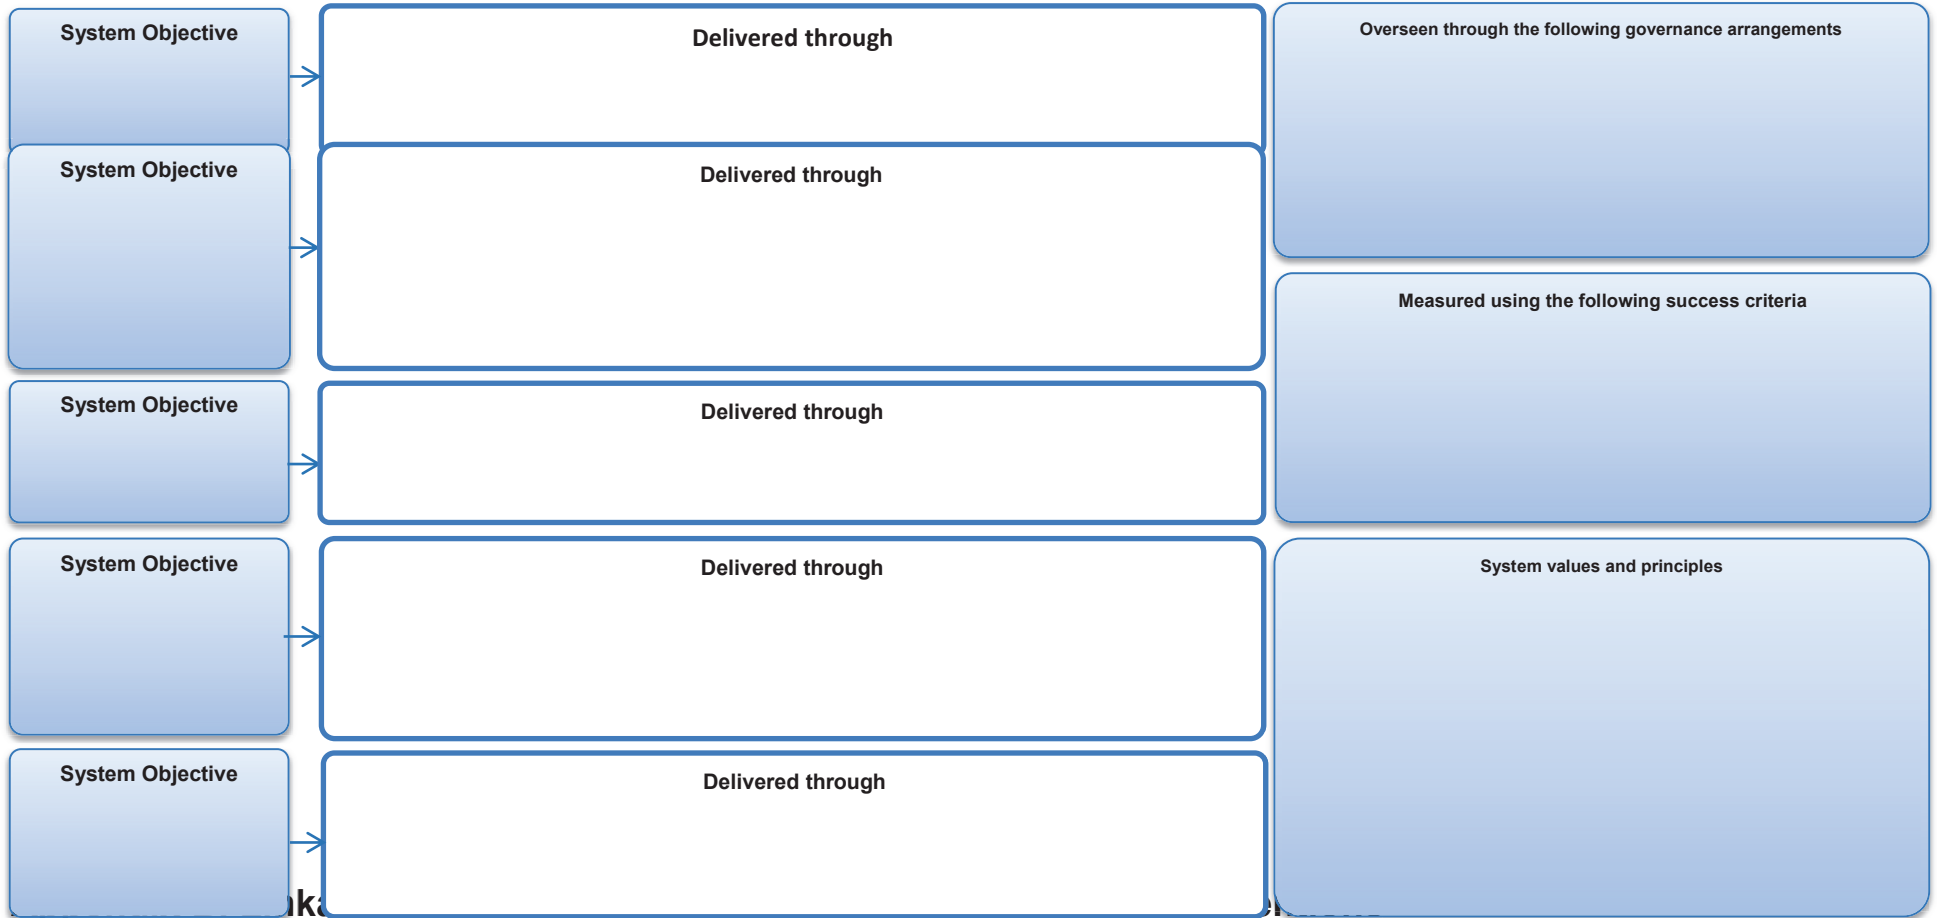 System Objective
Delivered through
Overseen through the following governance arrangements
System Objective
Delivered through
Measured using the following success criteria
System Objective
Delivered through
System Objective
Delivered through
System values and principles
System Objective
Delivered through